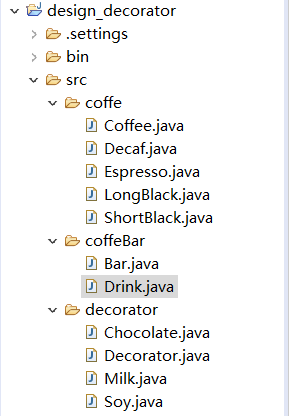 design_decorator
.settings
bin
src
coffe
Coffee.java
Decaf.java
Espresso.java
LongBlack.java
ShortBlack.java
coffeBar
Bar.java
Drink.java
decorator
Chocolate.java
Decorator.java
Milk.java
Soy.java